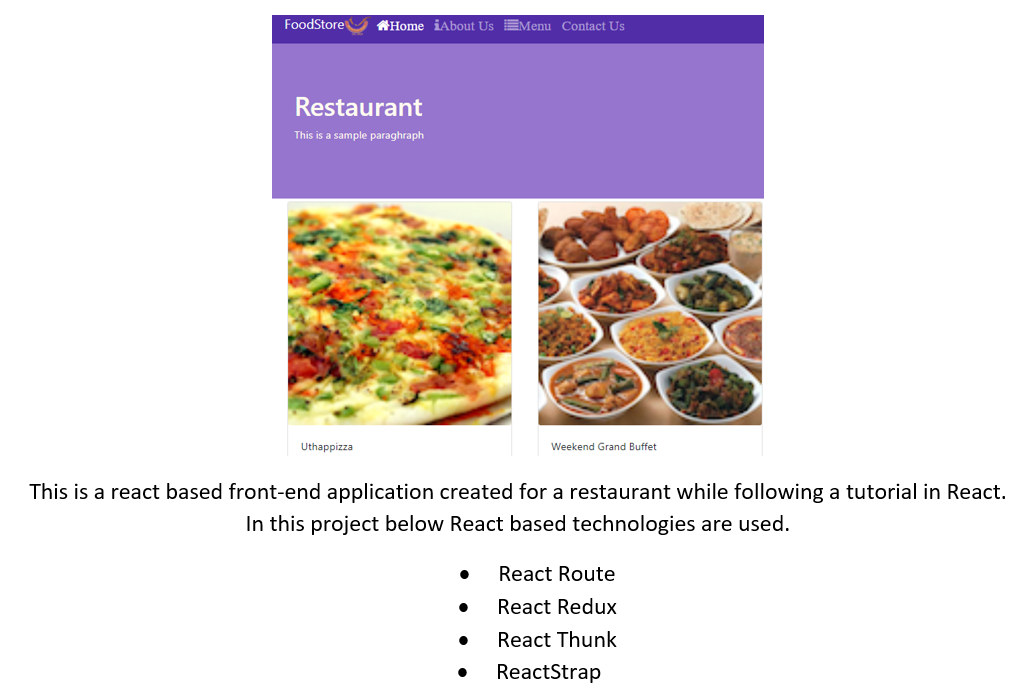 FoodStore Home About Us Menu Contact Us
Restaurant
This is a sample paraghraph
Uthappizza Weekend Grand Buffet
This is a react based front-end application created for a restaurant while following a tutorial in React.
In this project below React based technologies are used.
• React Route
• React Redux
• React Thunk
• ReactStrap